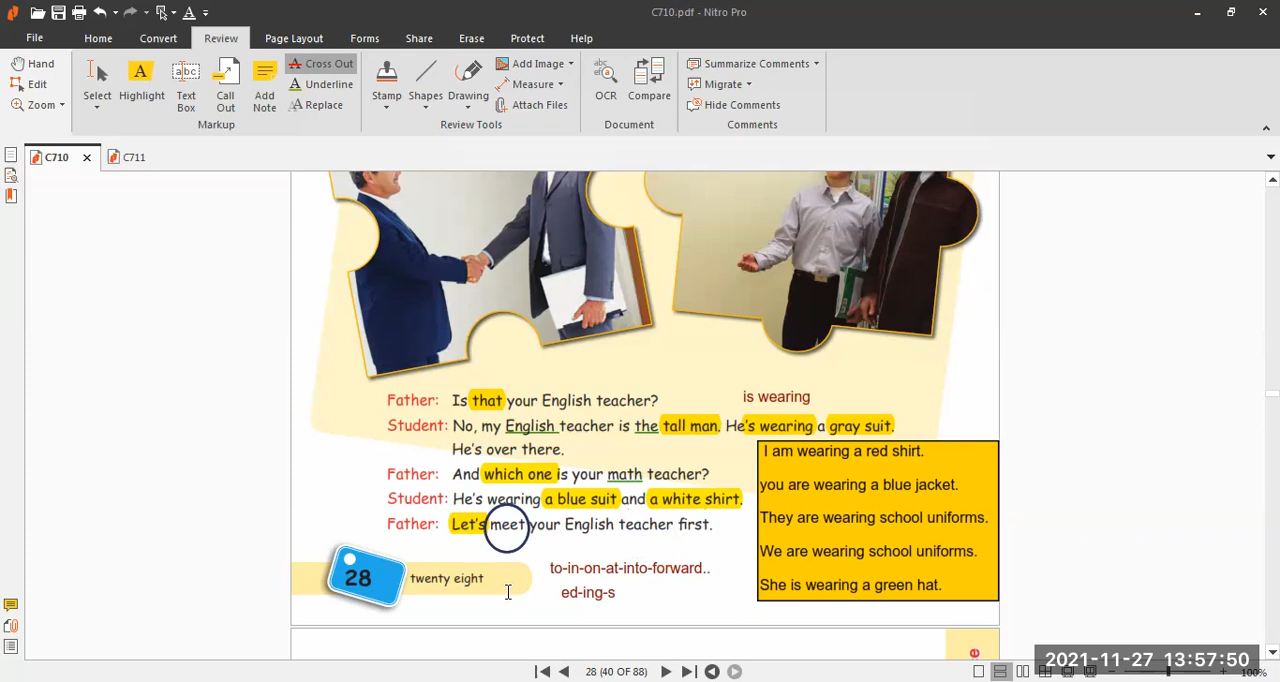 C710.pdf - Nitro Pro
File Home Convert Review Page Layout Forms Share Erase Protect Help
Hand
Edit
Zoom
Select
Highlight
Text Box
Call Out
Add Note
Cross Out
Underline
Replace
Markup
Stamp
Shapes
Drawing
Add Image
Measure
Attach Files
Review Tools
OCR
Compare
Document
Summarize Comments
Migrate
Hide Comments
Comments
C710 C711
is wearing
Father: Is that your English teacher?
Student: No, my English teacher is the tall man. He's wearing a gray suit.
He's over there.
Father: And which one is your math teacher?
Student: He's wearing a blue suit and a white shirt.
Father: Let's meet your English teacher first.
I am wearing a red shirt.
you are wearing a blue jacket.
They are wearing school uniforms.
We are wearing school uniforms.
She is wearing a green hat.
28 twenty eight
to-in-on-at-into-forward..
ed-ing-s
28 (40 OF 88)
2021-11-27 13:57:50
100%